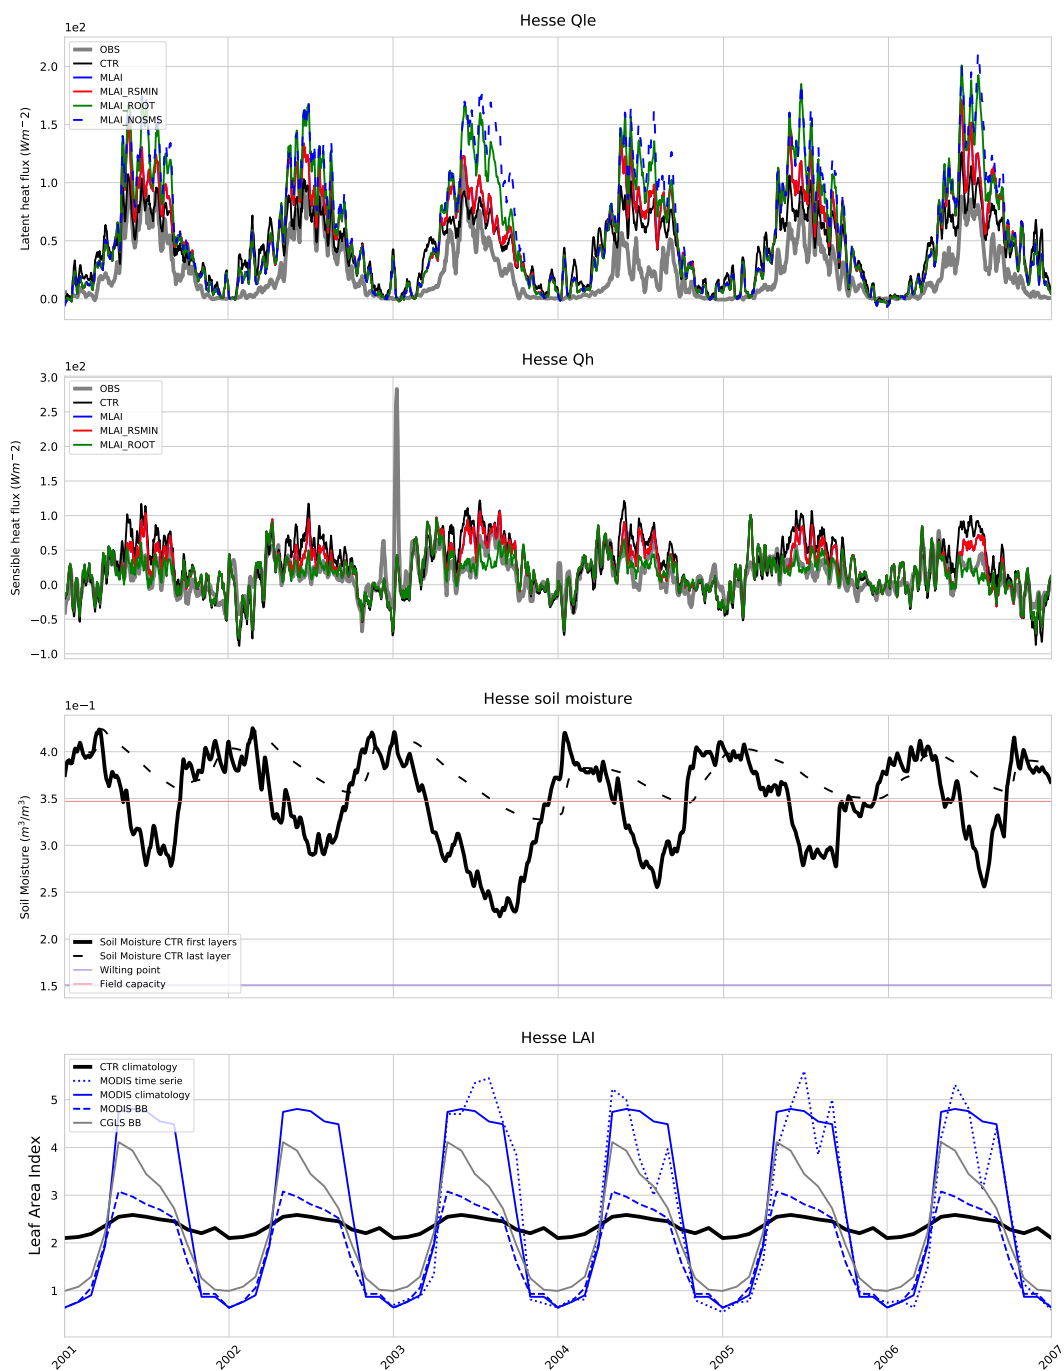 Hesse Qle
1e2
OBS
CTR
MLAI
MLAI_RSMIN
MLAI_ROOT
MLAI_NOSMS
Latent heat flux (Wm−2)
2.0
1.5
1.0
0.5
0.0
Hesse Qh
1e2
OBS
CTR
MLAI
MLAI_RSMIN
MLAI_ROOT
Sensible heat flux (Wm−2)
3.0
2.5
2.0
1.5
1.0
0.5
0.0
−0.5
−1.0
Hesse soil moisture
1e−1
Soil Moisture (m³/m³)
4.0
3.5
3.0
2.5
2.0
1.5
Soil Moisture CTR first layers
Soil Moisture CTR last layer
Wilting point
Field capacity
Hesse LAI
CTR climatology
MODIS time serie
MODIS climatology
MODIS BB
CGLS BB
Leaf Area Index
5
4
3
2
1
2001
2002
2003
2004
2005
2006
2007